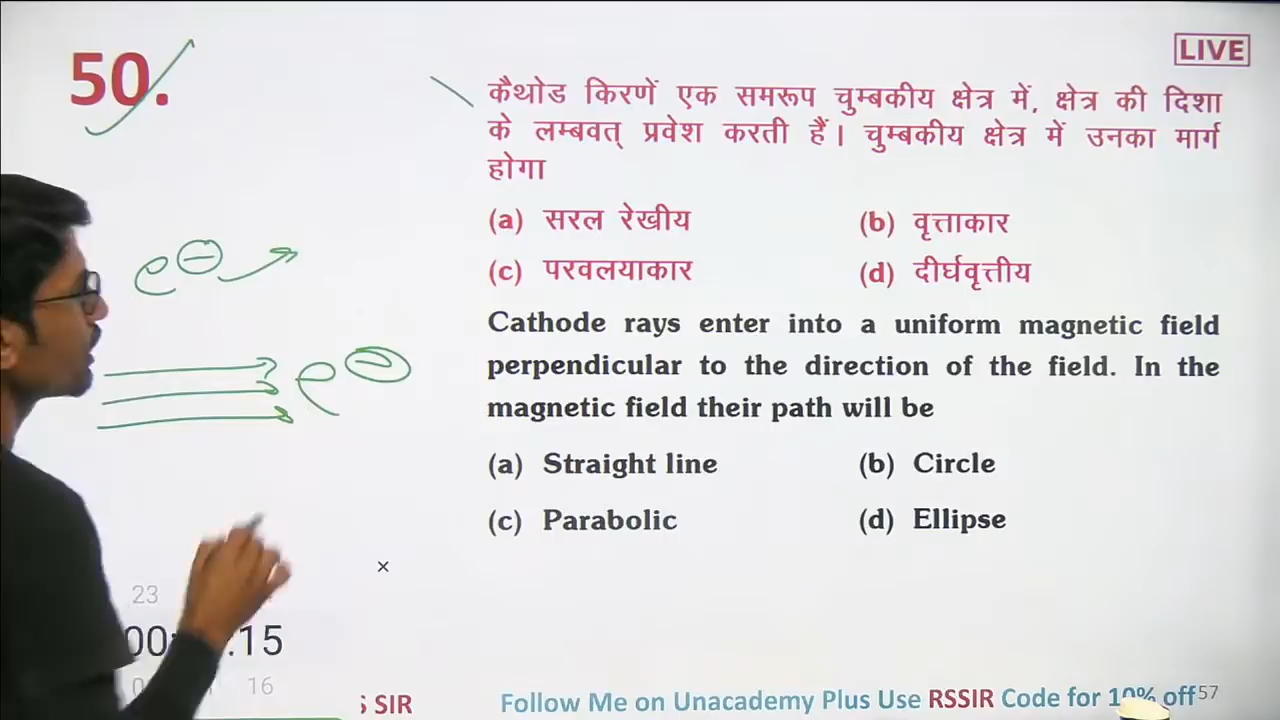 LIVE
50.
कैथोड किरणें एक समरूप चुम्बकीय क्षेत्र में, क्षेत्र की दिशा
के लम्बवत् प्रवेश करती हैं। चुम्बकीय क्षेत्र में उनका मार्ग
होगा
(a) सरल रेखीय (b) वृत्ताकार
(c) परवलयाकार (d) दीर्घवृत्तीय
e⊖
e⊖
Cathode rays enter into a uniform magnetic field
perpendicular to the direction of the field. In the
magnetic field their path will be
(a) Straight line (b) Circle
(c) Parabolic (d) Ellipse
×
23
15
16
SIR
Follow Me on Unacademy Plus Use RSSIR Code for 10% off
57